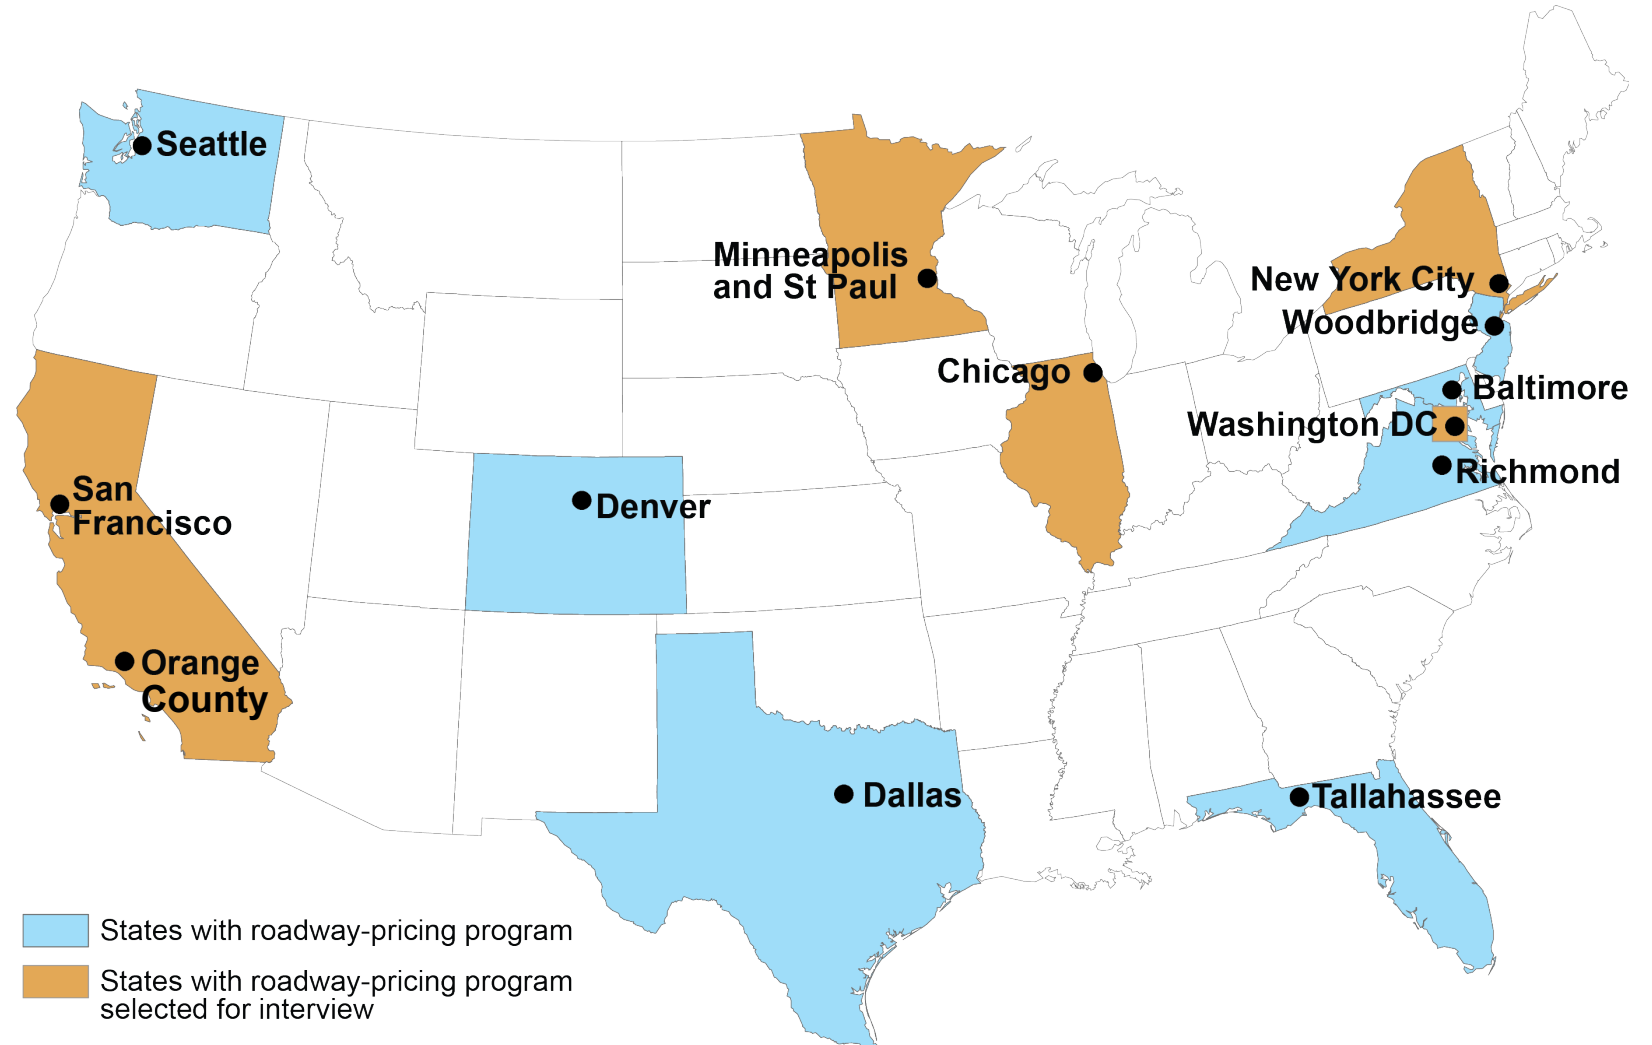 Seattle
Minneapolis
and St Paul
New York City
Woodbridge
Chicago
Baltimore
Washington DC
Richmond
San
Francisco
Denver
Orange
County
Dallas
Tallahassee
States with roadway-pricing program
States with roadway-pricing program
selected for interview